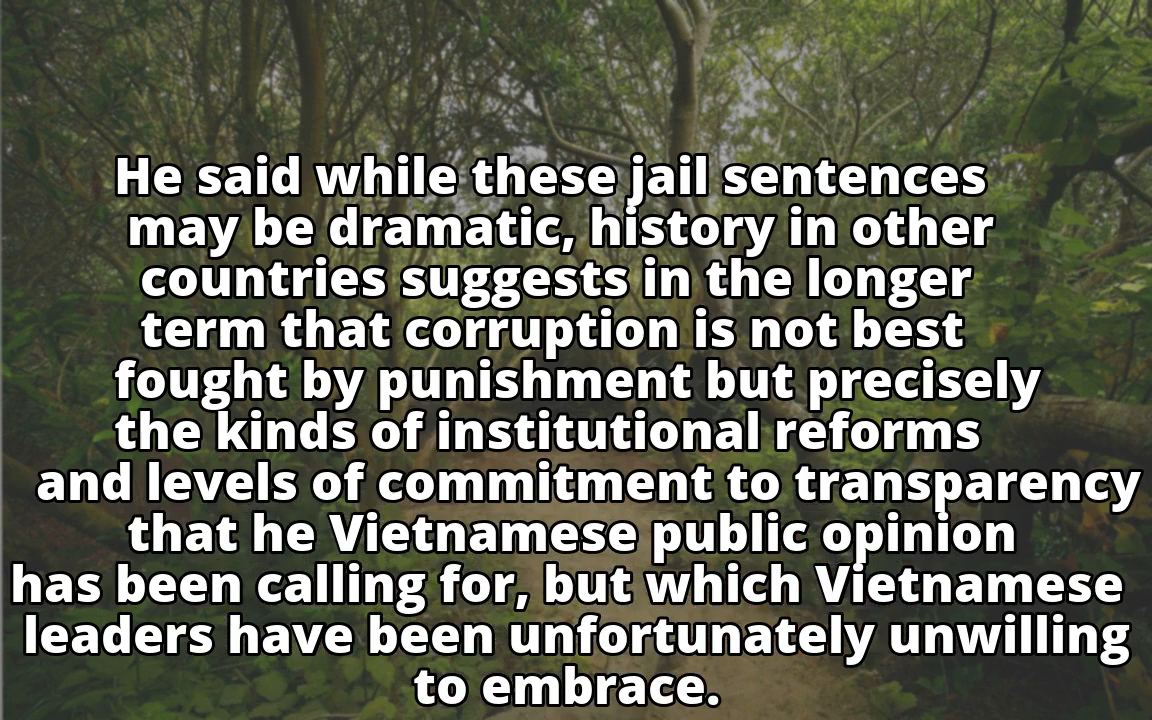 He said while these jail sentences
may be dramatic, history in other
countries suggests in the longer
term that corruption is not best
fought by punishment but precisely
the kinds of institutional reforms
and levels of commitment to transparency
that he Vietnamese public opinion
has been calling for, but which Vietnamese
leaders have been unfortunately unwilling
to embrace.